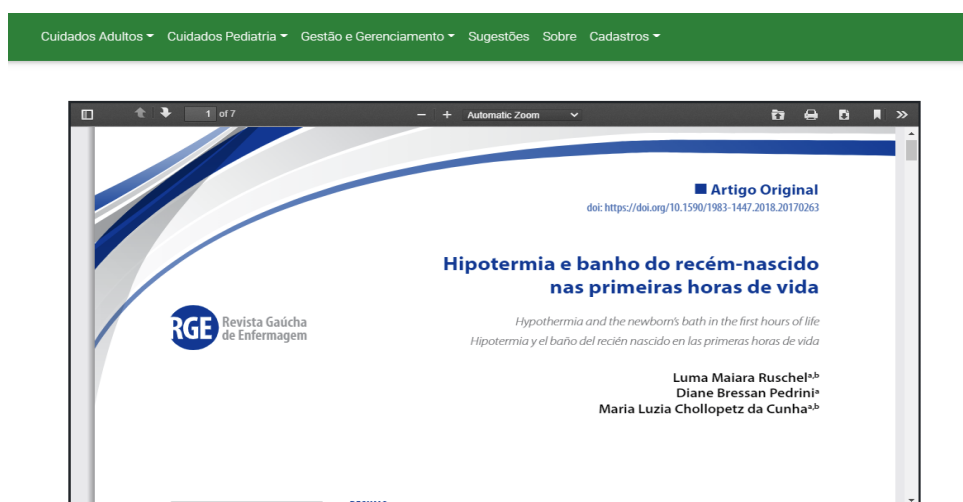 Cuidados Adultos Cuidados Pediatria Gestão e Gerenciamento Sugestões Sobre Cadastros
1 of 7 Automatic Zoom
Artigo Original
doi: https://doi.org/10.1590/1983-1447.2018.20170263
Hipotermia e banho do recém-nascido
nas primeiras horas de vida
RGE Revista Gaúcha
de Enfermagem
Hypothermia and the newborn's bath in the first hours of life
Hipotermia y el baño del recién nascido en las primeras horas de vida
Luma Maiara Ruschelᵃ·ᵇ
Diane Bressan Pedriniᵃ
Maria Luzia Chollopetz da Cunhaᵃ·ᵇ